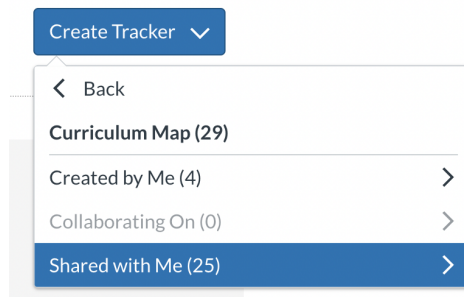 Create Tracker
Back
Curriculum Map (29)
Created by Me (4)
Collaborating On (0)
Shared with Me (25)